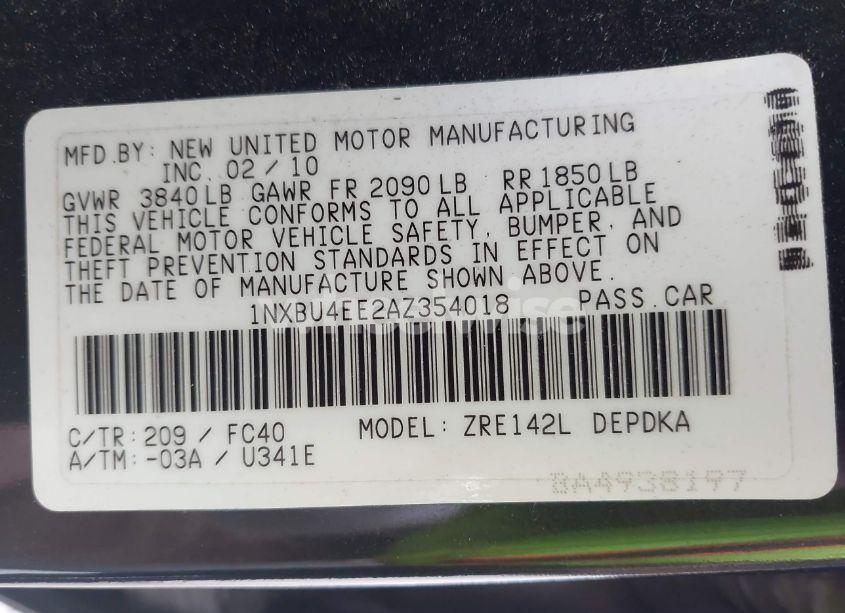 MFD.BY: NEW UNITED MOTOR MANUFACTURING
INC. 02/10
GVWR 3840LB GAWR FR 2090LB RR 1850LB
THIS VEHICLE CONFORMS TO ALL APPLICABLE
FEDERAL MOTOR VEHICLE SAFETY, BUMPER, AND
THEFT PREVENTION STANDARDS IN EFFECT ON
THE DATE OF MANUFACTURE SHOWN ABOVE.
1NXBU4EE2AZ354018 PASS.CAR
C/TR: 209 / FC40 MODEL: ZRE142L DEPDKA
A/TM: -03A / U341E
BA4938197